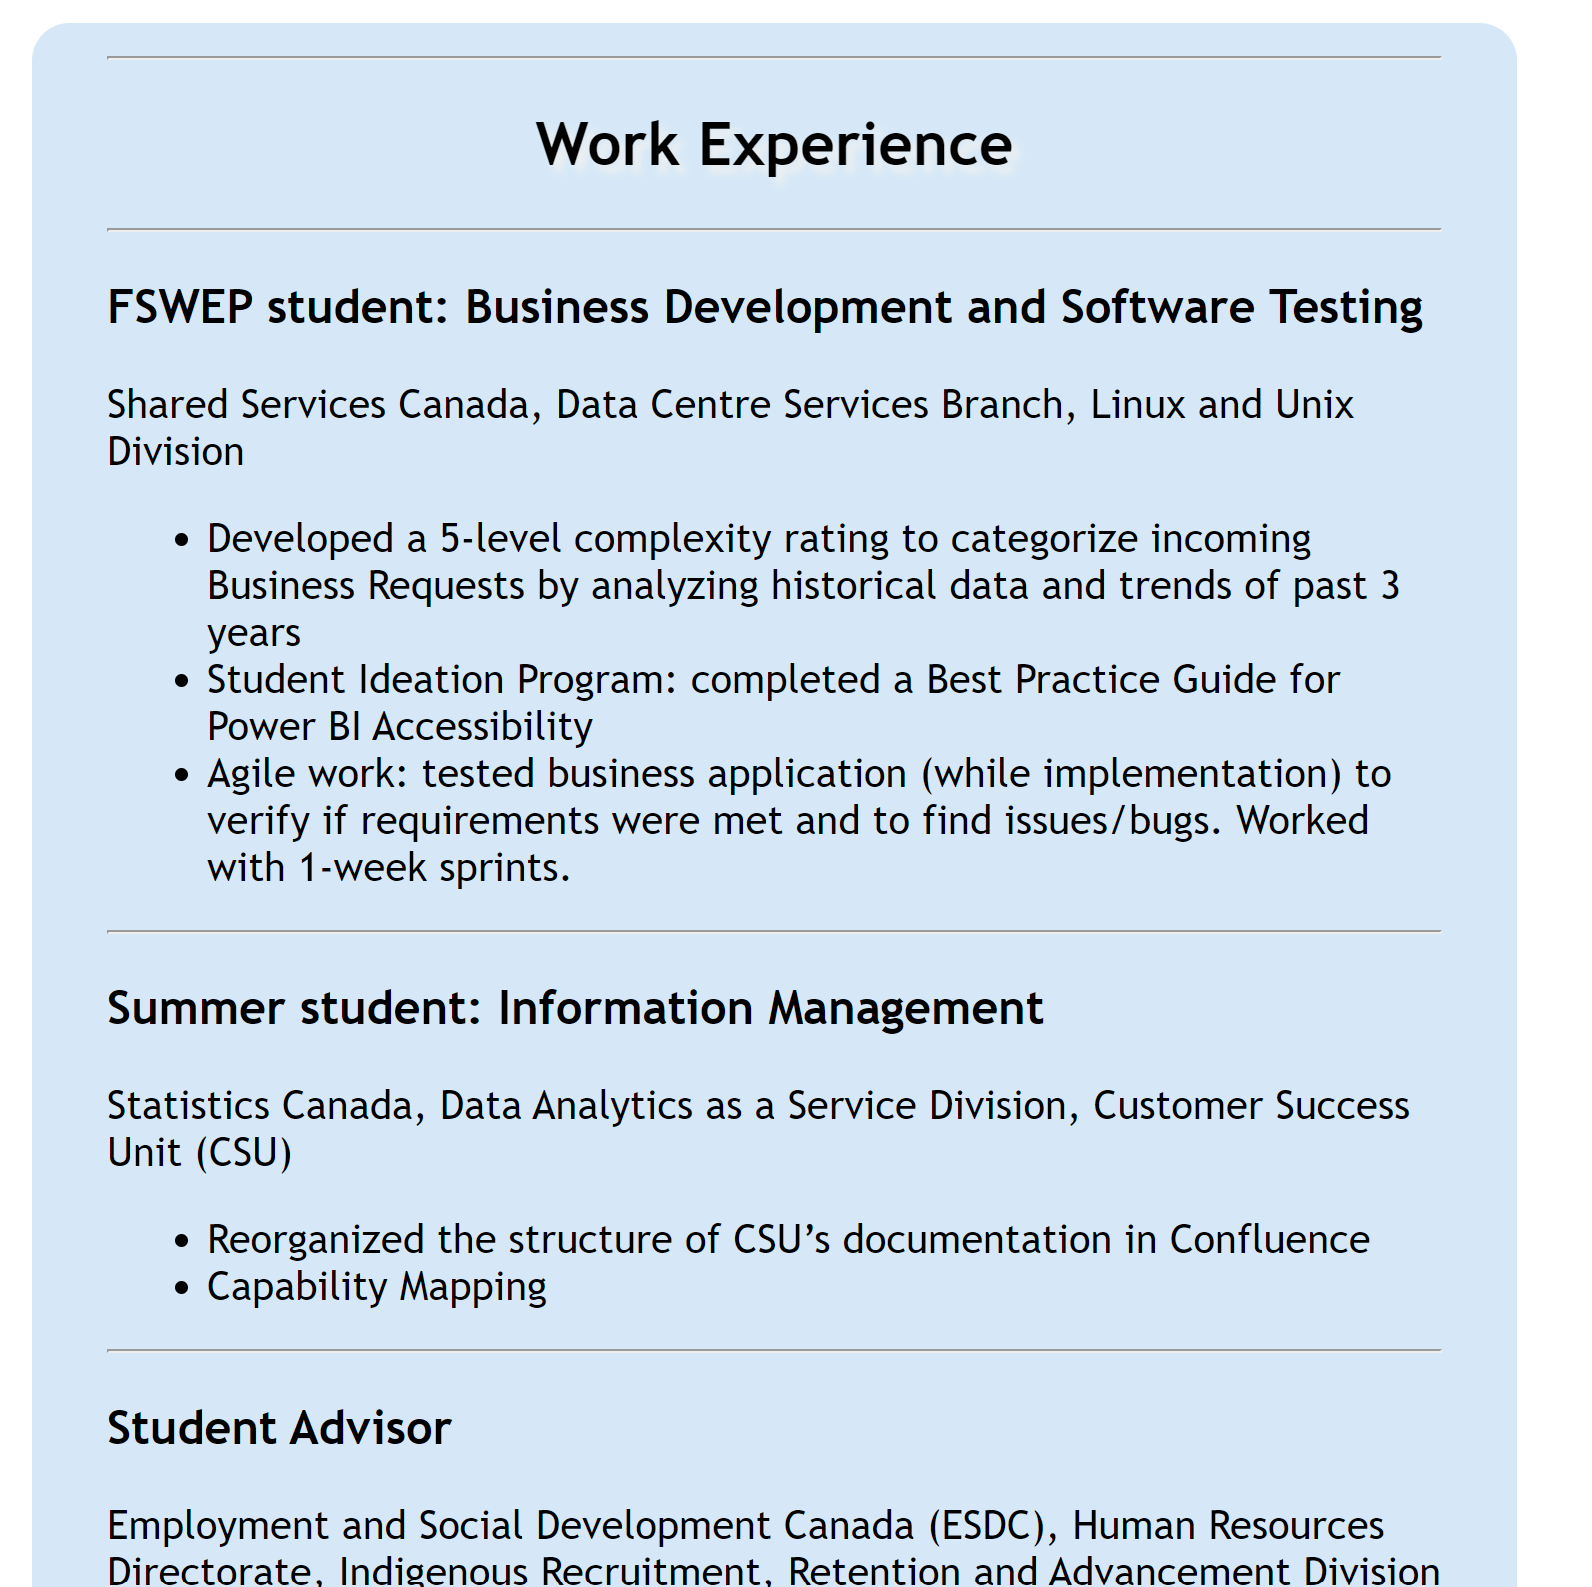 Work Experience
FSWEP student: Business Development and Software Testing
Shared Services Canada, Data Centre Services Branch, Linux and Unix
Division
• Developed a 5-level complexity rating to categorize incoming
Business Requests by analyzing historical data and trends of past 3
years
• Student Ideation Program: completed a Best Practice Guide for
Power BI Accessibility
• Agile work: tested business application (while implementation) to
verify if requirements were met and to find issues/bugs. Worked
with 1-week sprints.
Summer student: Information Management
Statistics Canada, Data Analytics as a Service Division, Customer Success
Unit (CSU)
• Reorganized the structure of CSU’s documentation in Confluence
• Capability Mapping
Student Advisor
Employment and Social Development Canada (ESDC), Human Resources
Directorate, Indigenous Recruitment, Retention and Advancement Division